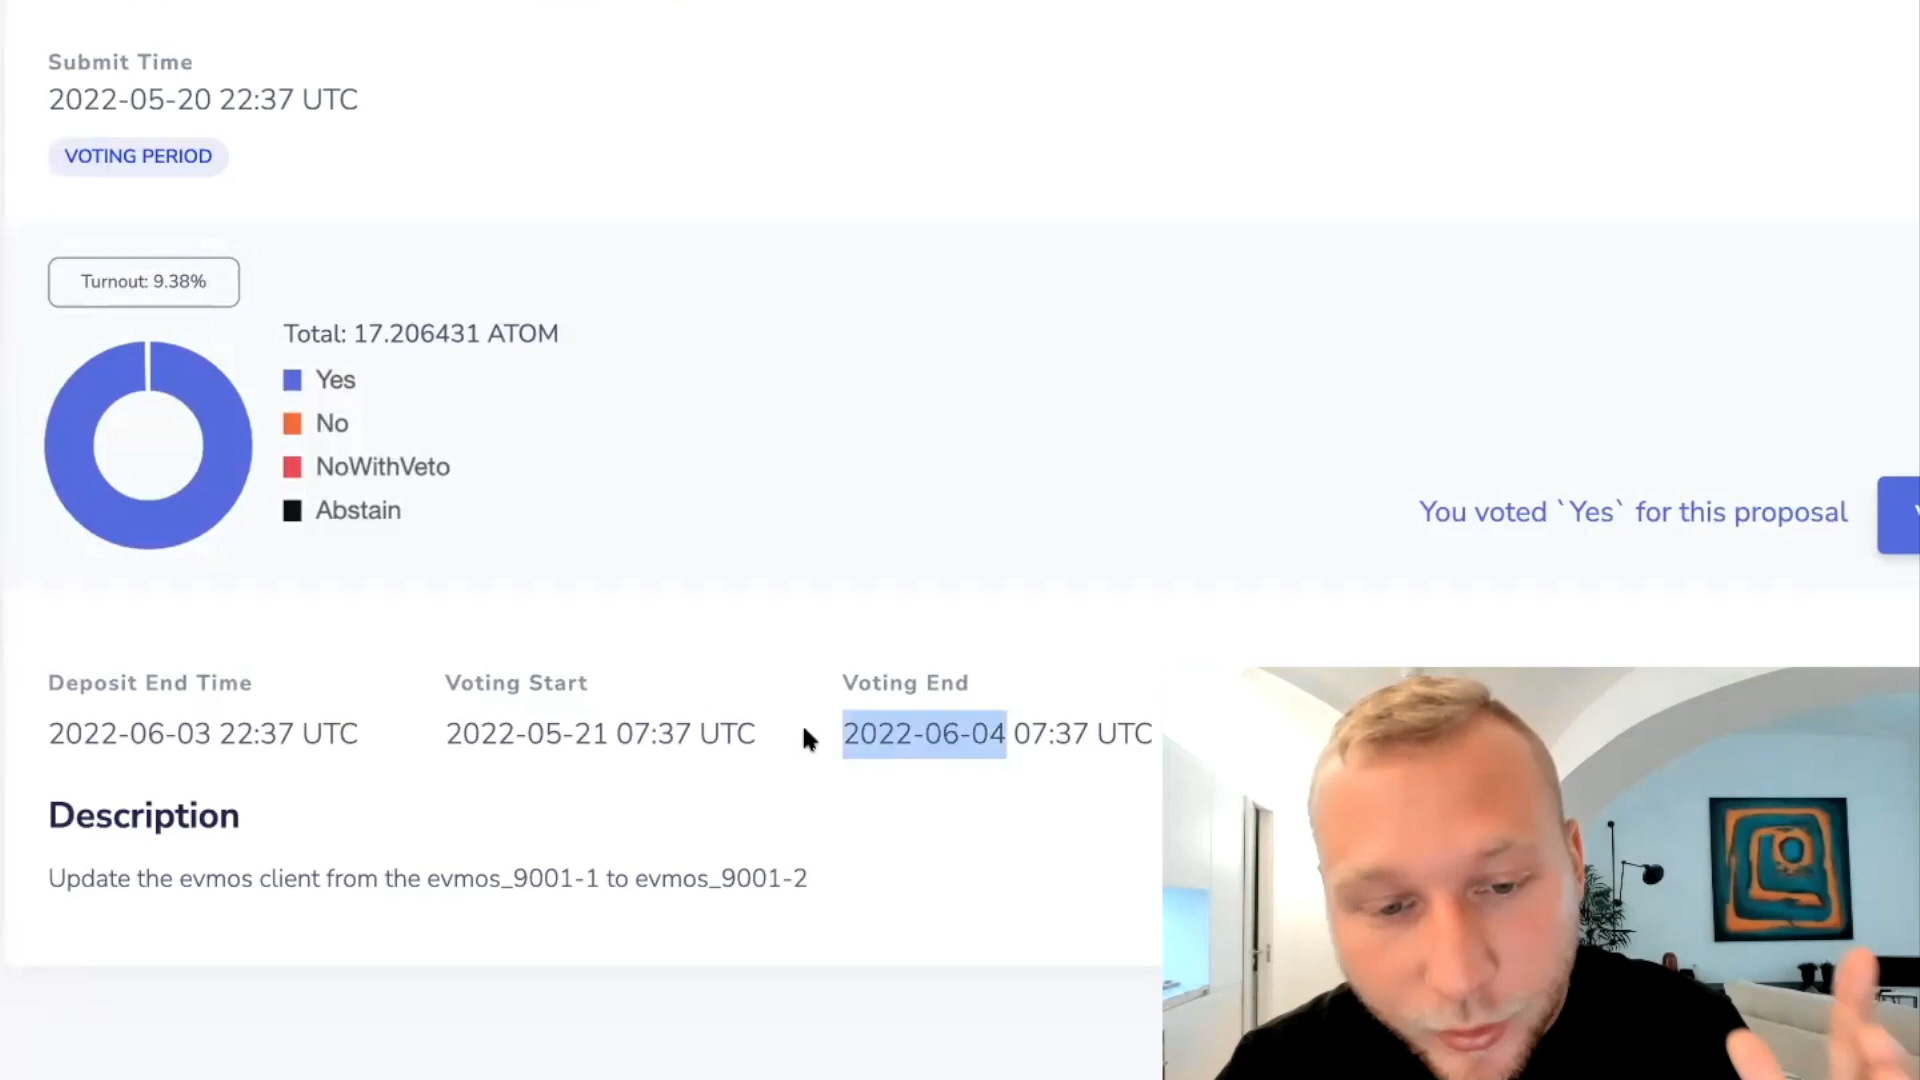 Submit Time
2022-05-20 22:37 UTC
VOTING PERIOD
Turnout: 9.38%
Total: 17.206431 ATOM
Yes
No
NoWithVeto
Abstain
You voted `Yes` for this proposal
Deposit End Time
2022-06-03 22:37 UTC
Voting Start
2022-05-21 07:37 UTC
Voting End
2022-06-04 07:37 UTC
Description
Update the evmos client from the evmos_9001-1 to evmos_9001-2